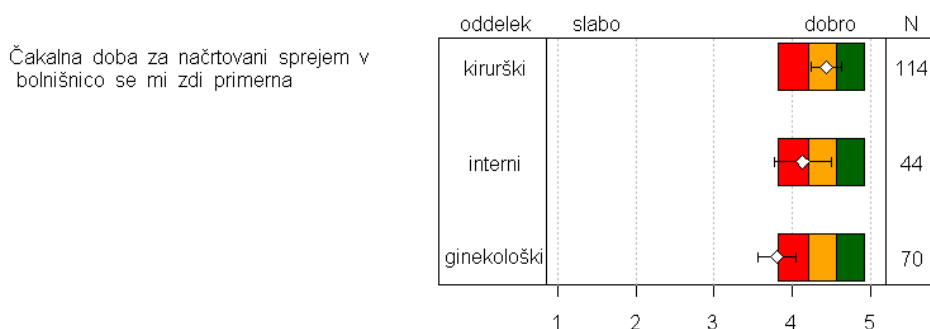 oddelek slabo dobro N
Čakalna doba za načrtovani sprejem v
bolnišnico se mi zdi primerna
kirurški 114
interni 44
ginekološki 70
1 2 3 4 5